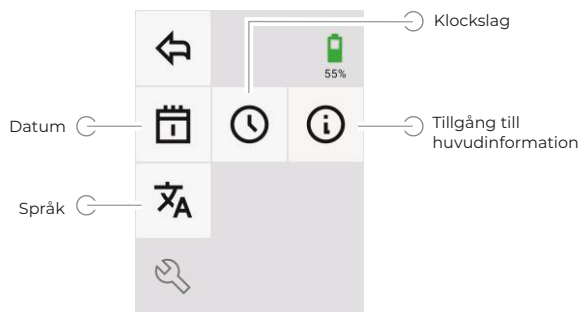 Klockslag
55%
Datum
Tillgång till
huvudinformation
Språk